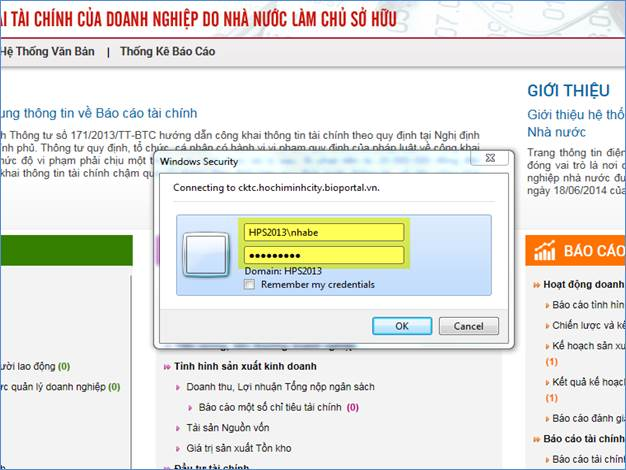 AI TÀI CHÍNH CỦA DOANH NGHIỆP DO NHÀ NƯỚC LÀM CHỦ SỞ HỮU
Hệ Thống Văn Bản | Thống Kê Báo Cáo
ung thông tin về Báo cáo tài chính
h Thông tư số 171/2013/TT-BTC hướng dẫn công khai thông tin tài chính theo quy định tại Nghị định
ính phủ. Thông tư quy định, tổ chức, cá nhân có hành vi vi phạm quy định của pháp luật về công khai
mức độ vi phạm phải chịu một t
khai thông tin tài chính chậm q
GIỚI THIỆU
Giới thiệu hệ thố
Nhà nước
Trang thông tin điện
đóng vai trò là nơi c
nghiệp nhà nước đư
ngày 18/06/2014 của
Windows Security
Connecting to cktc.hochiminhcity.bioportal.vn.
HPS2013\nhabe
●●●●●●●●●
Domain: HPS2013
Remember my credentials
OK
Cancel
ười lao động (0)
ức quản lý doanh nghiệp (0)
Tình hình sản xuất kinh doanh
Doanh thu, Lợi nhuận Tổng nộp ngân sách
Báo cáo một số chỉ tiêu tài chính (0)
Tài sản Nguồn vốn
Giá trị sản xuất Tồn kho
Đầu tư tài chính
BÁO CÁO
Hoạt động doanh
Báo cáo tình hìn
Chiến lược và kế
Kế hoạch sản xu
(1)
Kết quả kế hoạch
(1)
Báo cáo đánh giá
Báo cáo tài chính